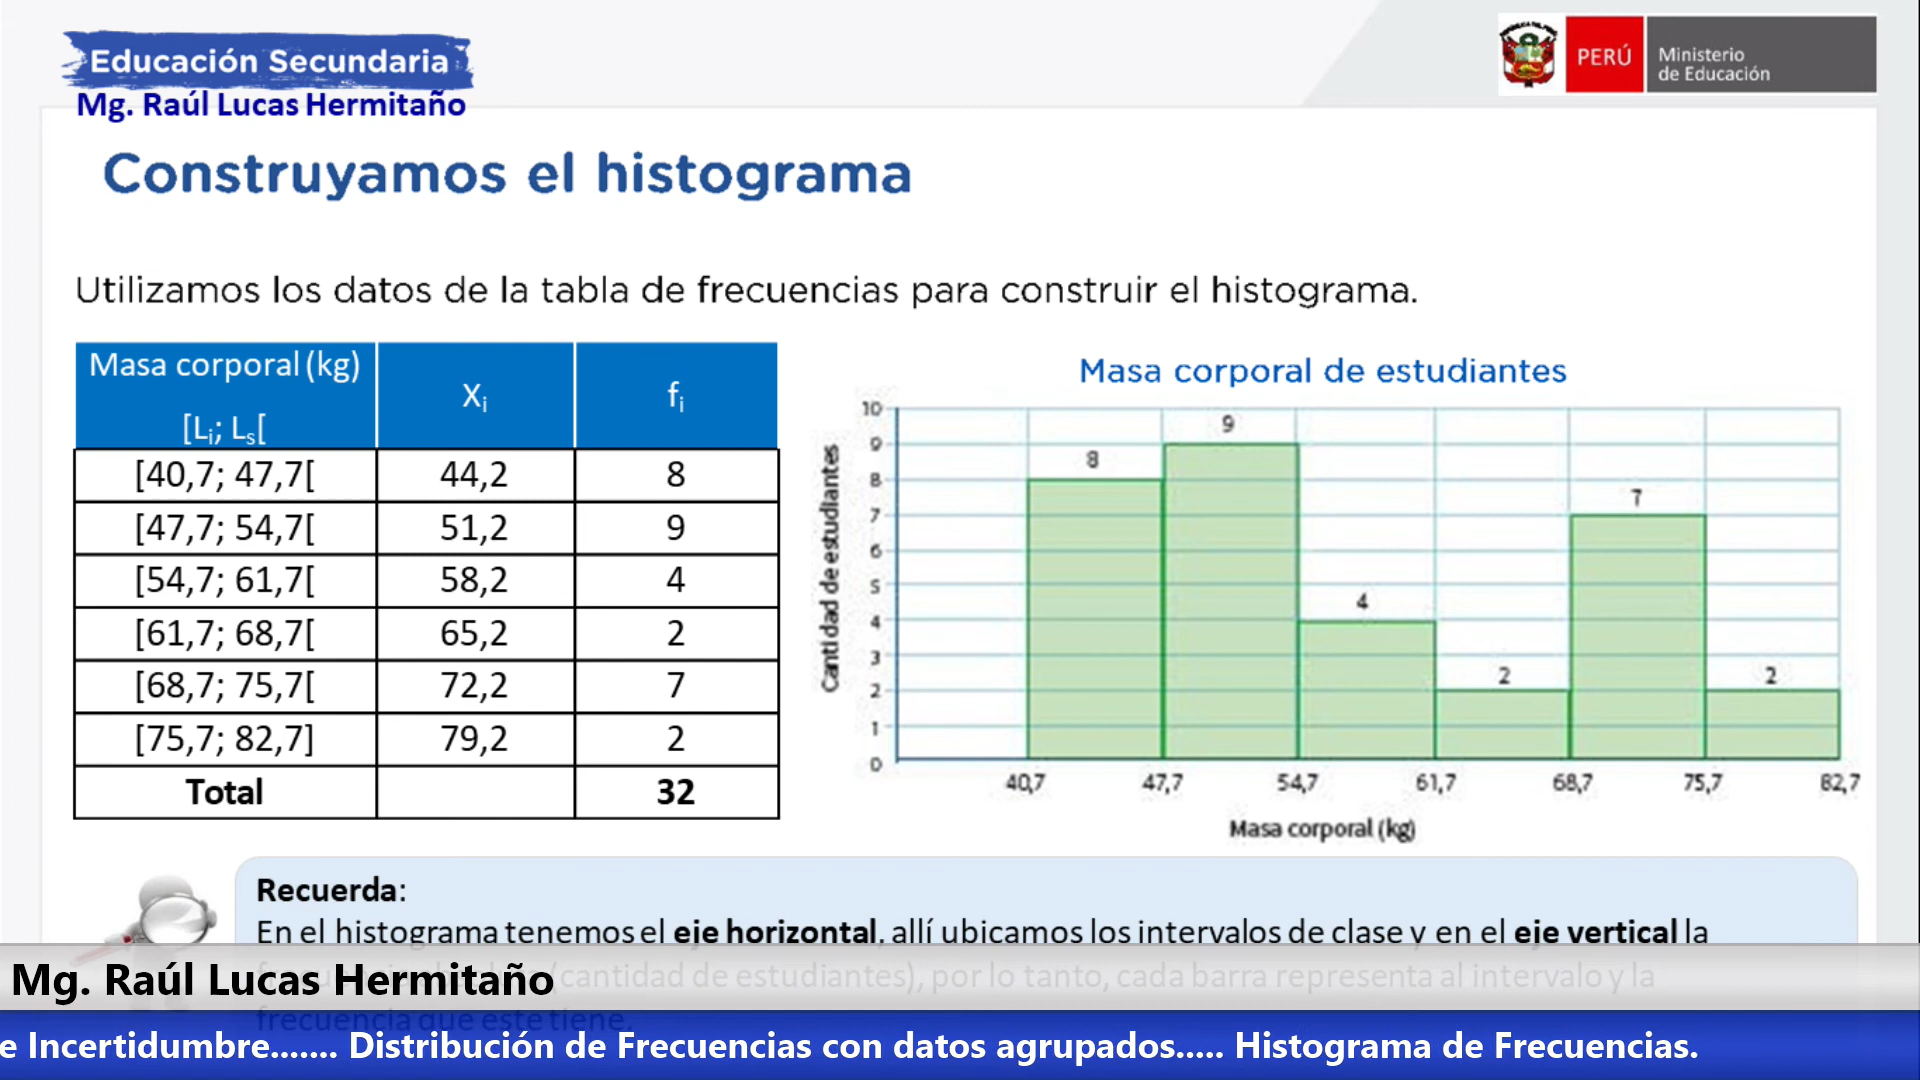 Educación Secundaria
Mg. Raúl Lucas Hermitaño
PERÚ
Ministerio
de Educación
Construyamos el histograma
Utilizamos los datos de la tabla de frecuencias para construir el histograma.
Masa corporal (kg)
[Li; Ls[
Xi
fi
[40,7; 47,7[ 44,2 8
[47,7; 54,7[ 51,2 9
[54,7; 61,7[ 58,2 4
[61,7; 68,7[ 65,2 2
[68,7; 75,7[ 72,2 7
[75,7; 82,7] 79,2 2
Total 32
Masa corporal de estudiantes
Cantidad de estudiantes
10
9
8
7
6
5
4
3
2
1
0
8
9
4
2
7
2
40,7 47,7 54,7 61,7 68,7 75,7 82,7
Masa corporal (kg)
Recuerda:
En el histograma tenemos el eje horizontal, allí ubicamos los intervalos de clase y en el eje vertical la
(cantidad de estudiantes), por lo tanto, cada barra representa al intervalo y la
frecuencia que este tiene.
Mg. Raúl Lucas Hermitaño
e Incertidumbre....... Distribución de Frecuencias con datos agrupados..... Histograma de Frecuencias.